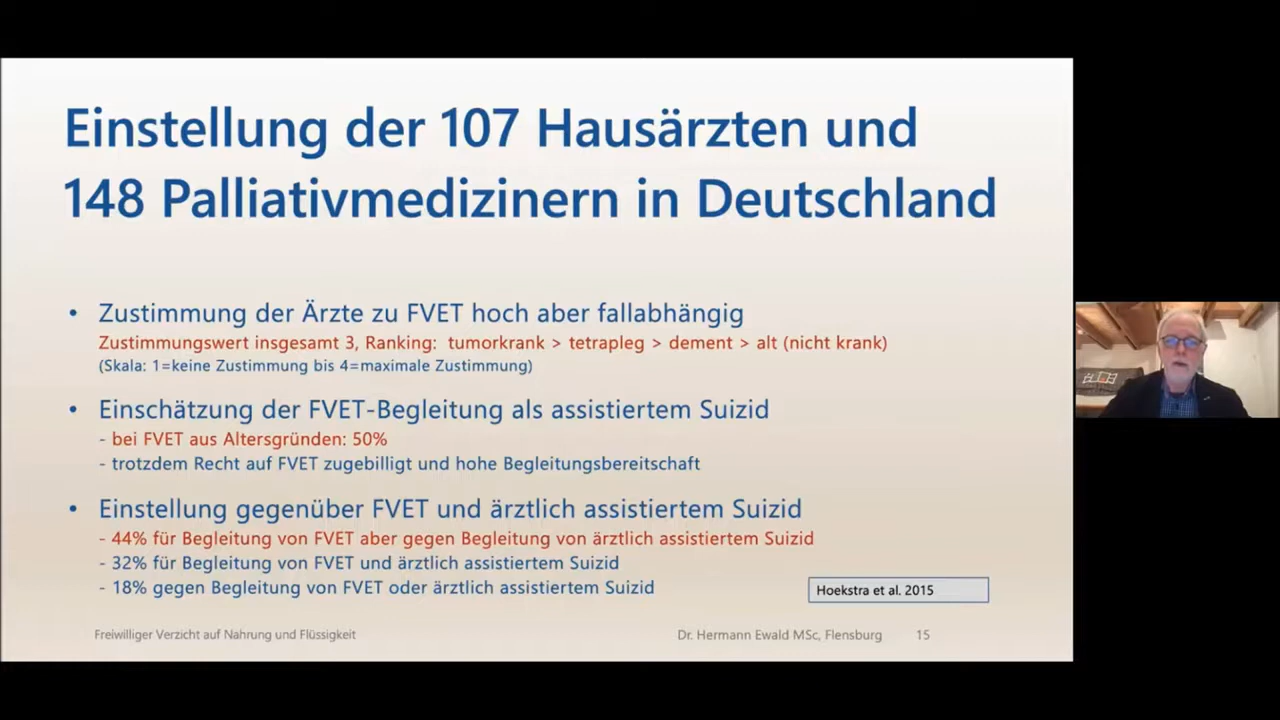 Einstellung der 107 Hausärzten und
148 Palliativmedizinern in Deutschland
• Zustimmung der Ärzte zu FVET hoch aber fallabhängig
Zustimmungswert insgesamt 3, Ranking: tumorkrank > tetrapleg > dement > alt (nicht krank)
(Skala: 1=keine Zustimmung bis 4=maximale Zustimmung)
• Einschätzung der FVET-Begleitung als assistiertem Suizid
- bei FVET aus Altersgründen: 50%
- trotzdem Recht auf FVET zugebilligt und hohe Begleitungsbereitschaft
• Einstellung gegenüber FVET und ärztlich assistiertem Suizid
- 44% für Begleitung von FVET aber gegen Begleitung von ärztlich assistiertem Suizid
- 32% für Begleitung von FVET und ärztlich assistiertem Suizid
- 18% gegen Begleitung von FVET oder ärztlich assistiertem Suizid
Hoekstra et al. 2015
Freiwilliger Verzicht auf Nahrung und Flüssigkeit
Dr. Hermann Ewald MSc, Flensburg 15